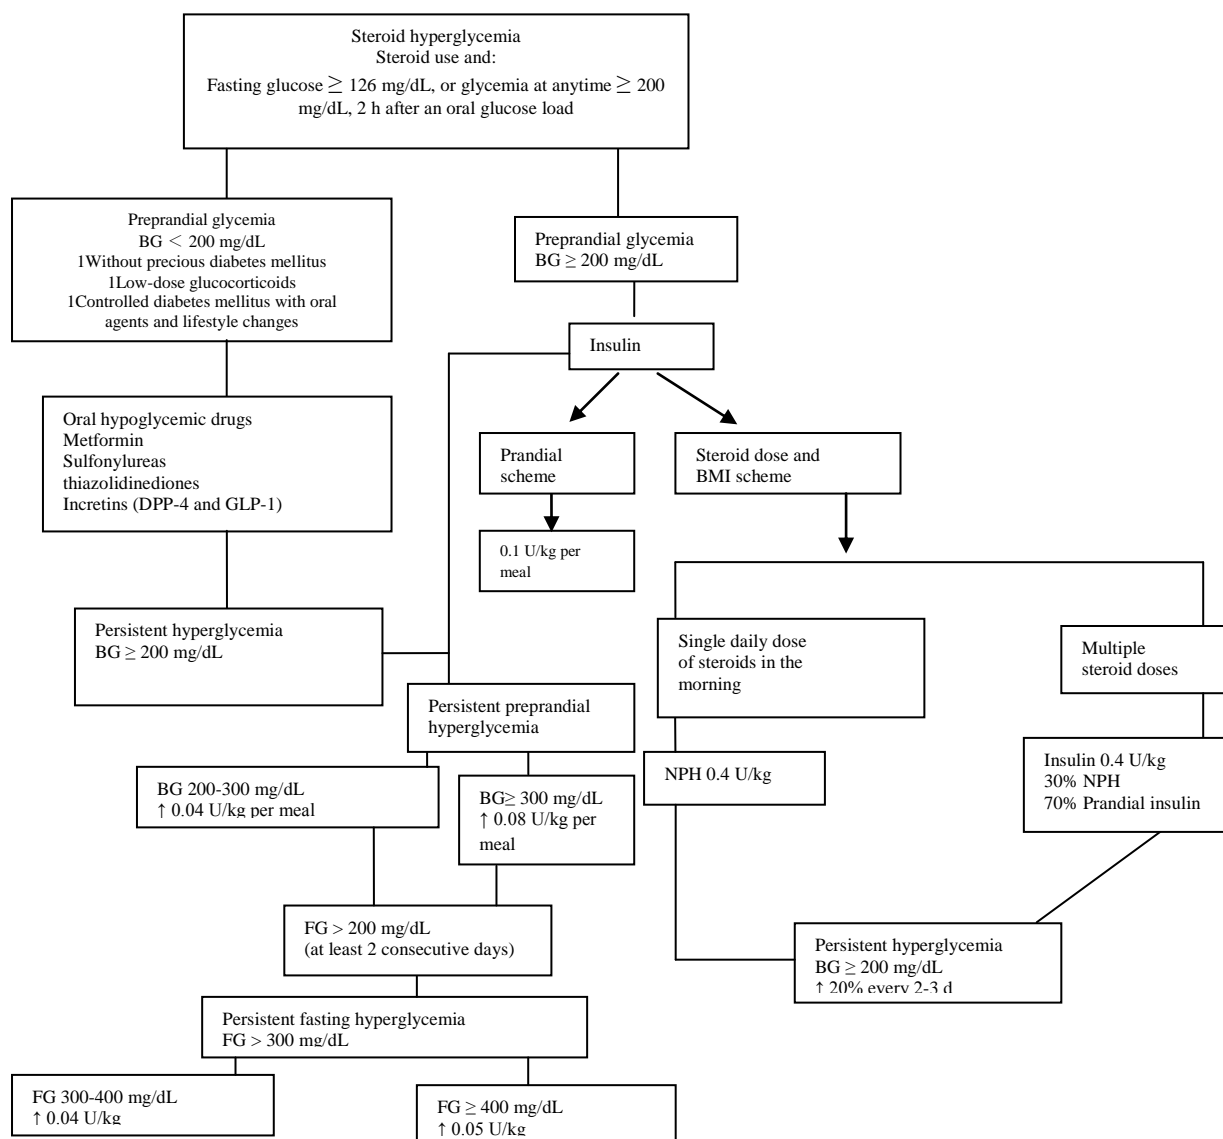 Steroid hyperglycemia
Steroid use and:
Fasting glucose ≥ 126 mg/dL, or glycemia at anytime ≥ 200
mg/dL, 2 h after an oral glucose load
Preprandial glycemia
BG < 200 mg/dL
1Without precious diabetes mellitus
1Low-dose glucocorticoids
1Controlled diabetes mellitus with oral
agents and lifestyle changes
Preprandial glycemia
BG ≥ 200 mg/dL
Insulin
Oral hypoglycemic drugs
Metformin
Sulfonylureas
thiazolidinediones
Incretins (DPP-4 and GLP-1)
Prandial
scheme
Steroid dose and
BMI scheme
0.1 U/kg per
meal
Persistent hyperglycemia
BG ≥ 200 mg/dL
Single daily dose
of steroids in the
morning
Multiple
steroid doses
Persistent preprandial
hyperglycemia
BG 200-300 mg/dL
↑ 0.04 U/kg per meal
BG≥ 300 mg/dL
↑ 0.08 U/kg per
meal
NPH 0.4 U/kg
Insulin 0.4 U/kg
30% NPH
70% Prandial insulin
FG > 200 mg/dL
(at least 2 consecutive days)
Persistent hyperglycemia
BG ≥ 200 mg/dL
↑ 20% every 2-3 d
Persistent fasting hyperglycemia
FG > 300 mg/dL
FG 300-400 mg/dL
↑ 0.04 U/kg
FG ≥ 400 mg/dL
↑ 0.05 U/kg